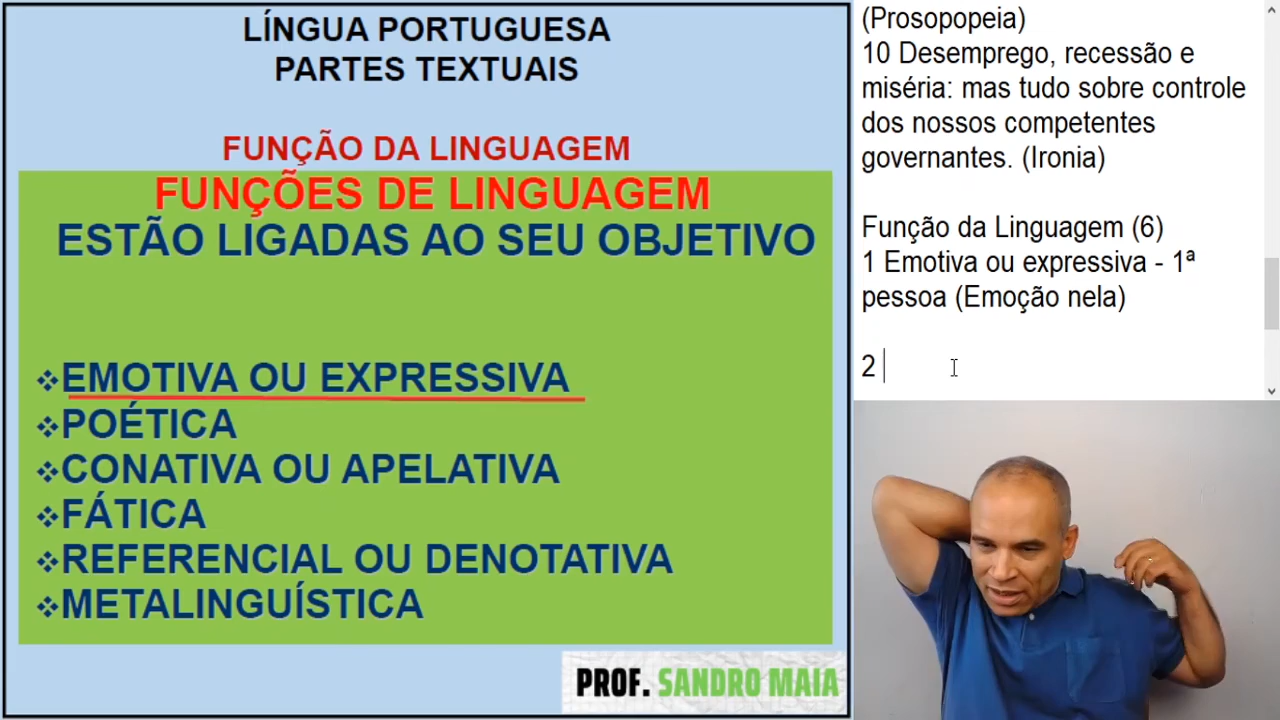 LÍNGUA PORTUGUESA
PARTES TEXTUAIS
FUNÇÃO DA LINGUAGEM
FUNÇÕES DE LINGUAGEM
ESTÃO LIGADAS AO SEU OBJETIVO
❖EMOTIVA OU EXPRESSIVA
❖POÉTICA
❖CONATIVA OU APELATIVA
❖FÁTICA
❖REFERENCIAL OU DENOTATIVA
❖METALINGUÍSTICA
PROF. SANDRO MAIA
(Prosopopeia)
10 Desemprego, recessão e
miséria: mas tudo sobre controle
dos nossos competentes
governantes. (Ironia)
Função da Linguagem (6)
1 Emotiva ou expressiva - 1ª
pessoa (Emoção nela)
2